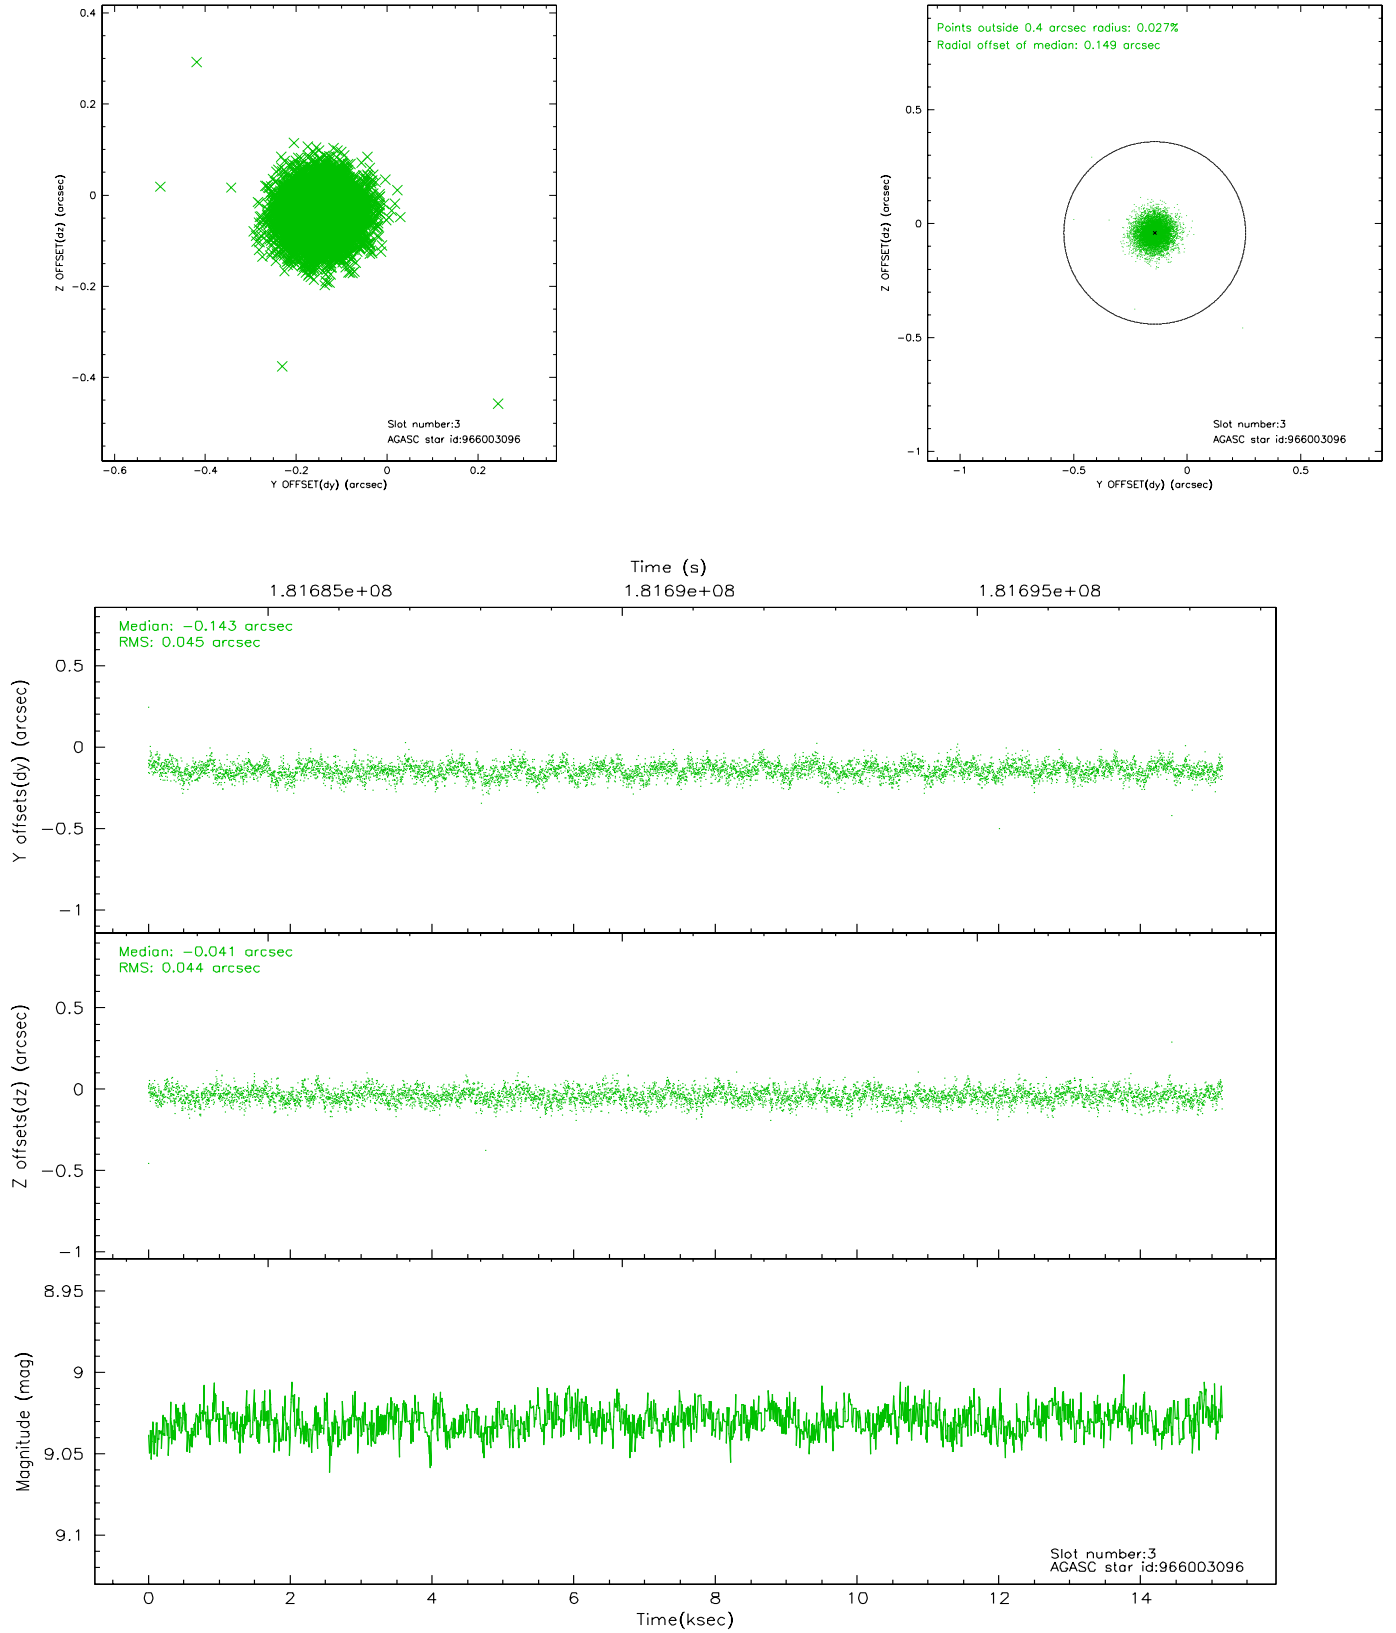 0.4
0.2
0
−0.2
−0.4
Z OFFSET(dz) (arcsec)
Slot number:3
AGASC star id:966003096
−0.6
−0.4
−0.2
0
0.2
Y OFFSET(dy) (arcsec)
Points outside 0.4 arcsec radius: 0.027%
Radial offset of median: 0.149 arcsec
0.5
0
−0.5
−1
Z OFFSET(dz) (arcsec)
Slot number:3
AGASC star id:966003096
−1
−0.5
0
0.5
Y OFFSET(dy) (arcsec)
Time (s)
1.81685e+08
1.8169e+08
1.81695e+08
Median: −0.143 arcsec
RMS: 0.045 arcsec
0.5
0
−0.5
−1
Y offsets(dy) (arcsec)
Median: −0.041 arcsec
RMS: 0.044 arcsec
0.5
0
−0.5
−1
Z offsets(dz) (arcsec)
8.95
9
9.05
9.1
Magnitude (mag)
Slot number:3
AGASC star id:966003096
0
2
4
6
8
10
12
14
Time(ksec)